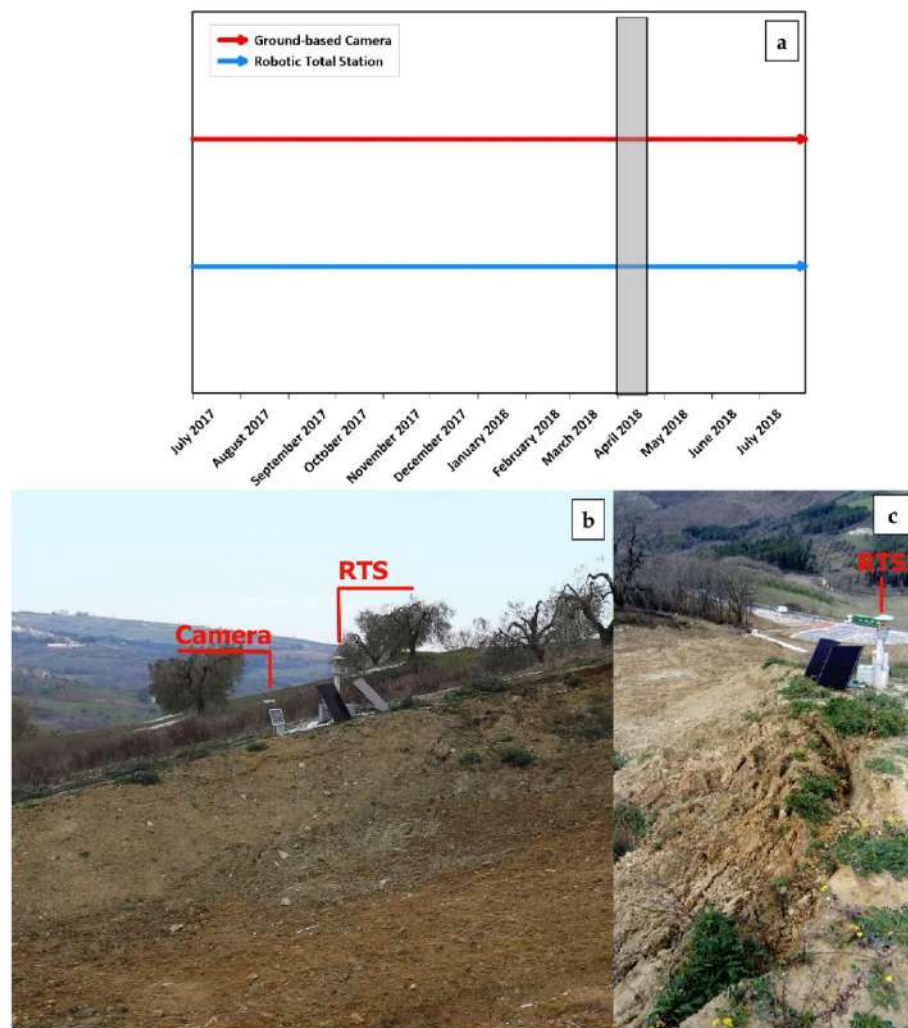 Ground-based Camera
Robotic Total Station
a
July 2017
August 2017
September 2017
October 2017
November 2017
December 2017
January 2018
February 2018
March 2018
April 2018
May 2018
June 2018
July 2018
b
RTS
Camera
c
RTS